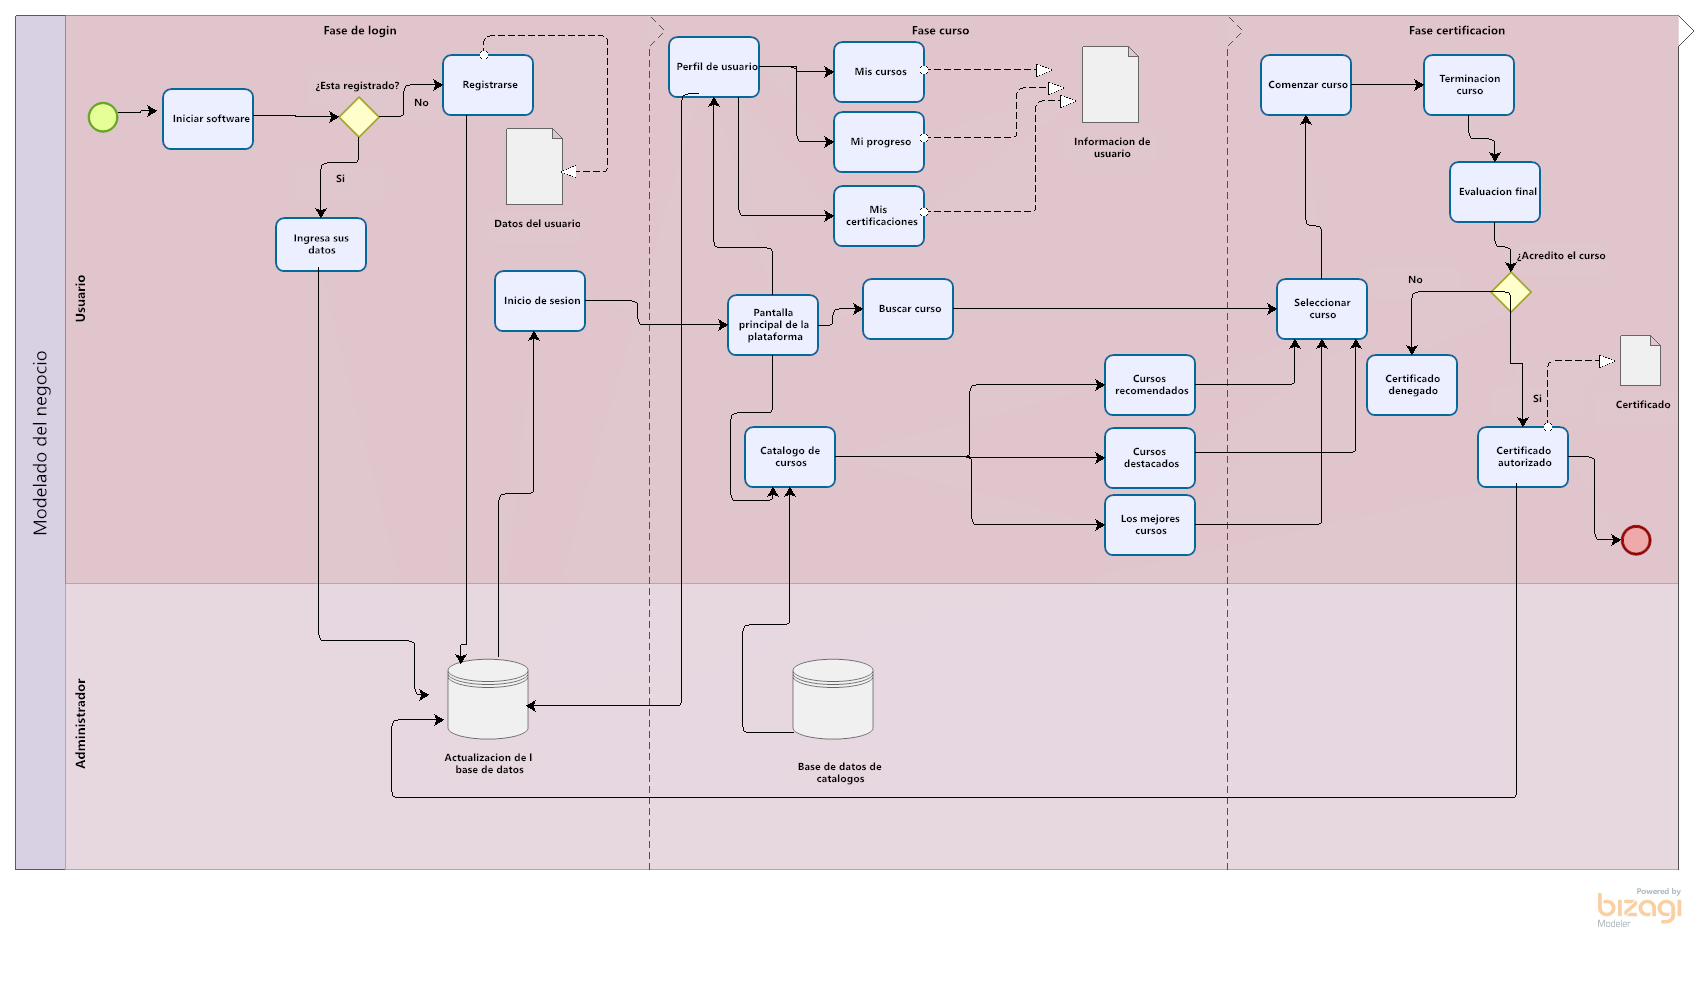 Modelado del negocio
Usuario
Administrador
Fase de login
Fase curso
Fase certificacion
Iniciar software
¿Esta registrado?
No
Si
Registrarse
Datos del usuario
Ingresa sus
datos
Inicio de sesion
Perfil de usuario
Mis cursos
Mi progreso
Mis
certificaciones
Informacion de
usuario
Pantalla
principal de la
plataforma
Buscar curso
Catalogo de
cursos
Cursos
recomendados
Cursos
destacados
Los mejores
cursos
Comenzar curso
Terminacion
curso
Evaluacion final
¿Acredito el curso
No
Si
Seleccionar
curso
Certificado
denegado
Certificado
Certificado
autorizado
Actualizacion de l
base de datos
Base de datos de
catalogos
Powered by
bizagi
Modeler